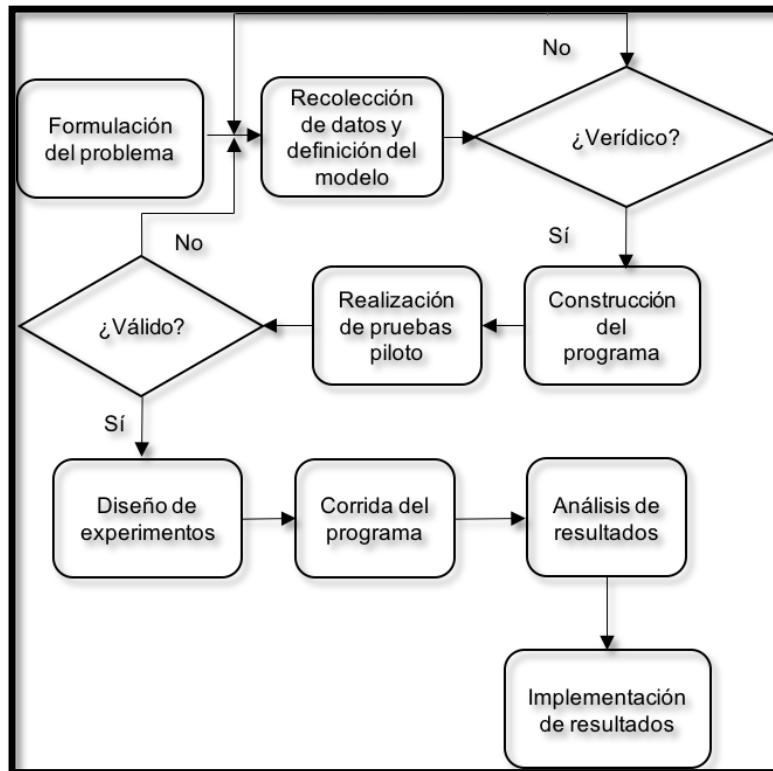 No
Formulación
del problema
Recolección
de datos y
definición del
modelo
¿Verídico?
Sí
No
¿Válido?
Realización
de pruebas
piloto
Construcción
del
programa
Sí
Diseño de
experimentos
Corrida del
programa
Análisis de
resultados
Implementación
de resultados